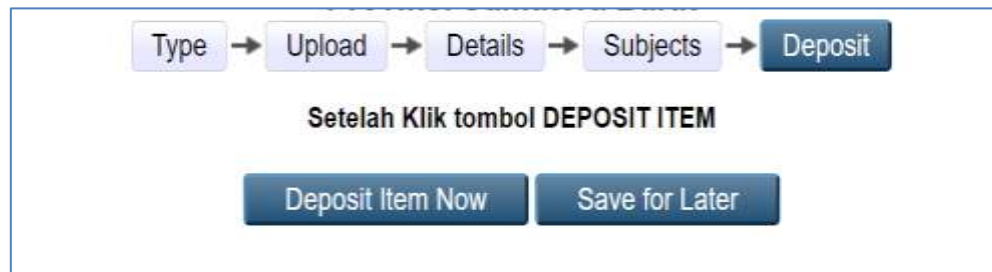 Type → Upload → Details → Subjects → Deposit
Setelah Klik tombol DEPOSIT ITEM
Deposit Item Now Save for Later